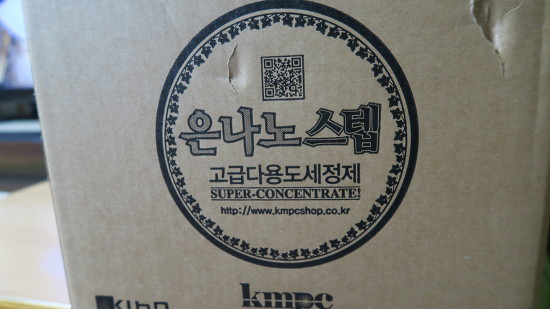 은나노 스텝
고급다용도세정제
SUPER-CONCENTRATE!
http://www.kmpcshop.co.kr
kmpc